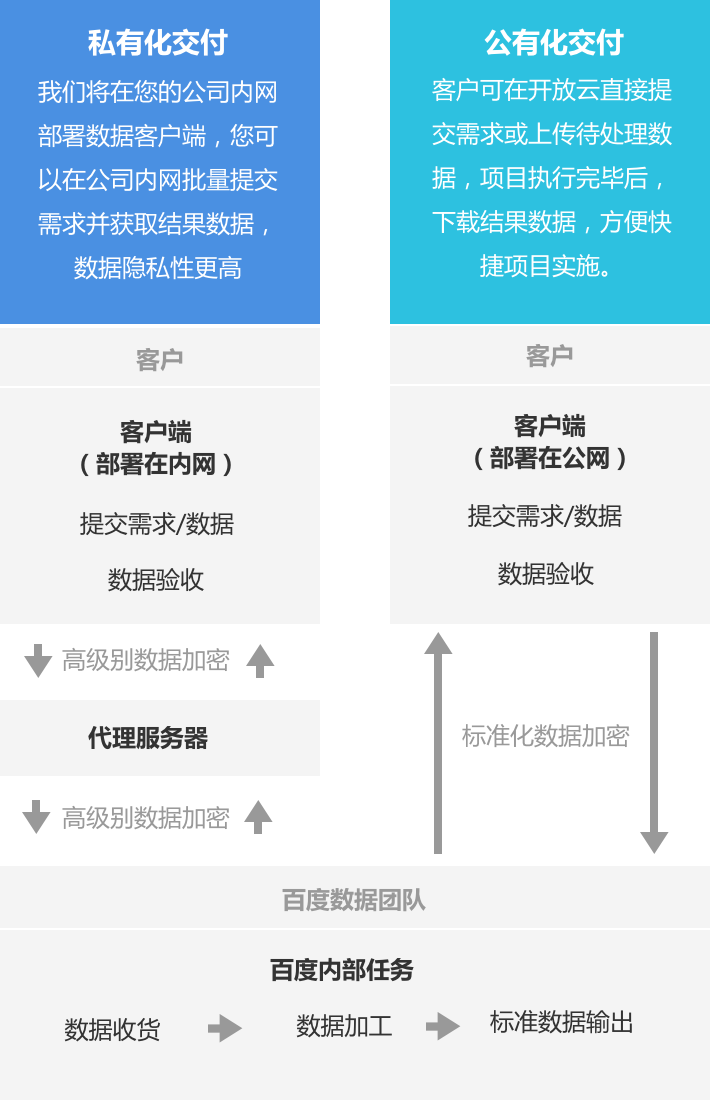 私有化交付
我们将在您的公司内网
部署数据客户端，您可
以在公司内网批量提交
需求并获取结果数据，
数据隐私性更高
公有化交付
客户可在开放云直接提
交需求或上传待处理数
据，项目执行完毕后，
下载结果数据，方便快
捷项目实施。
客户
客户端
（部署在内网）
提交需求/数据
数据验收
客户
客户端
（部署在公网）
提交需求/数据
数据验收
高级别数据加密
代理服务器
高级别数据加密
标准化数据加密
百度数据团队
百度内部任务
数据收货
数据加工
标准数据输出